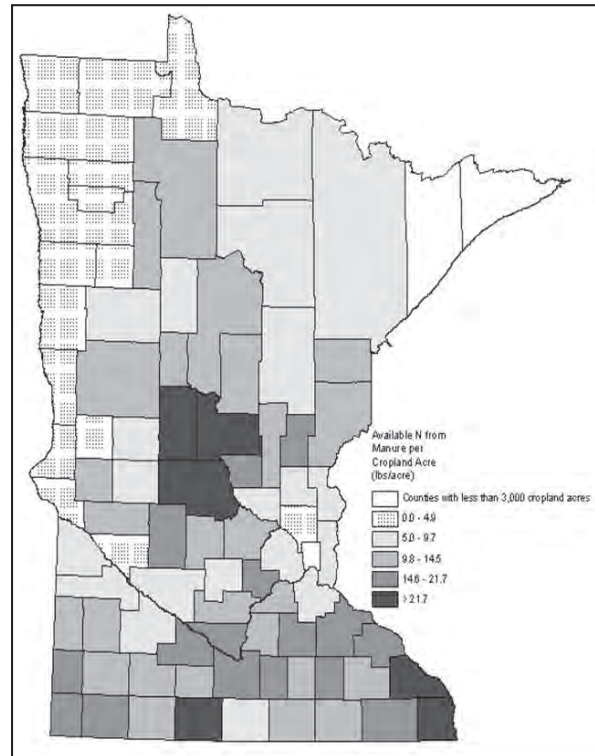 Available N from
Manure per
Cropland Acre
(lbs/acre)
Counties with less than 3,000 cropland acres
0.0 - 4.9
5.0 - 9.7
9.8 - 14.5
14.6 - 21.7
> 21.7